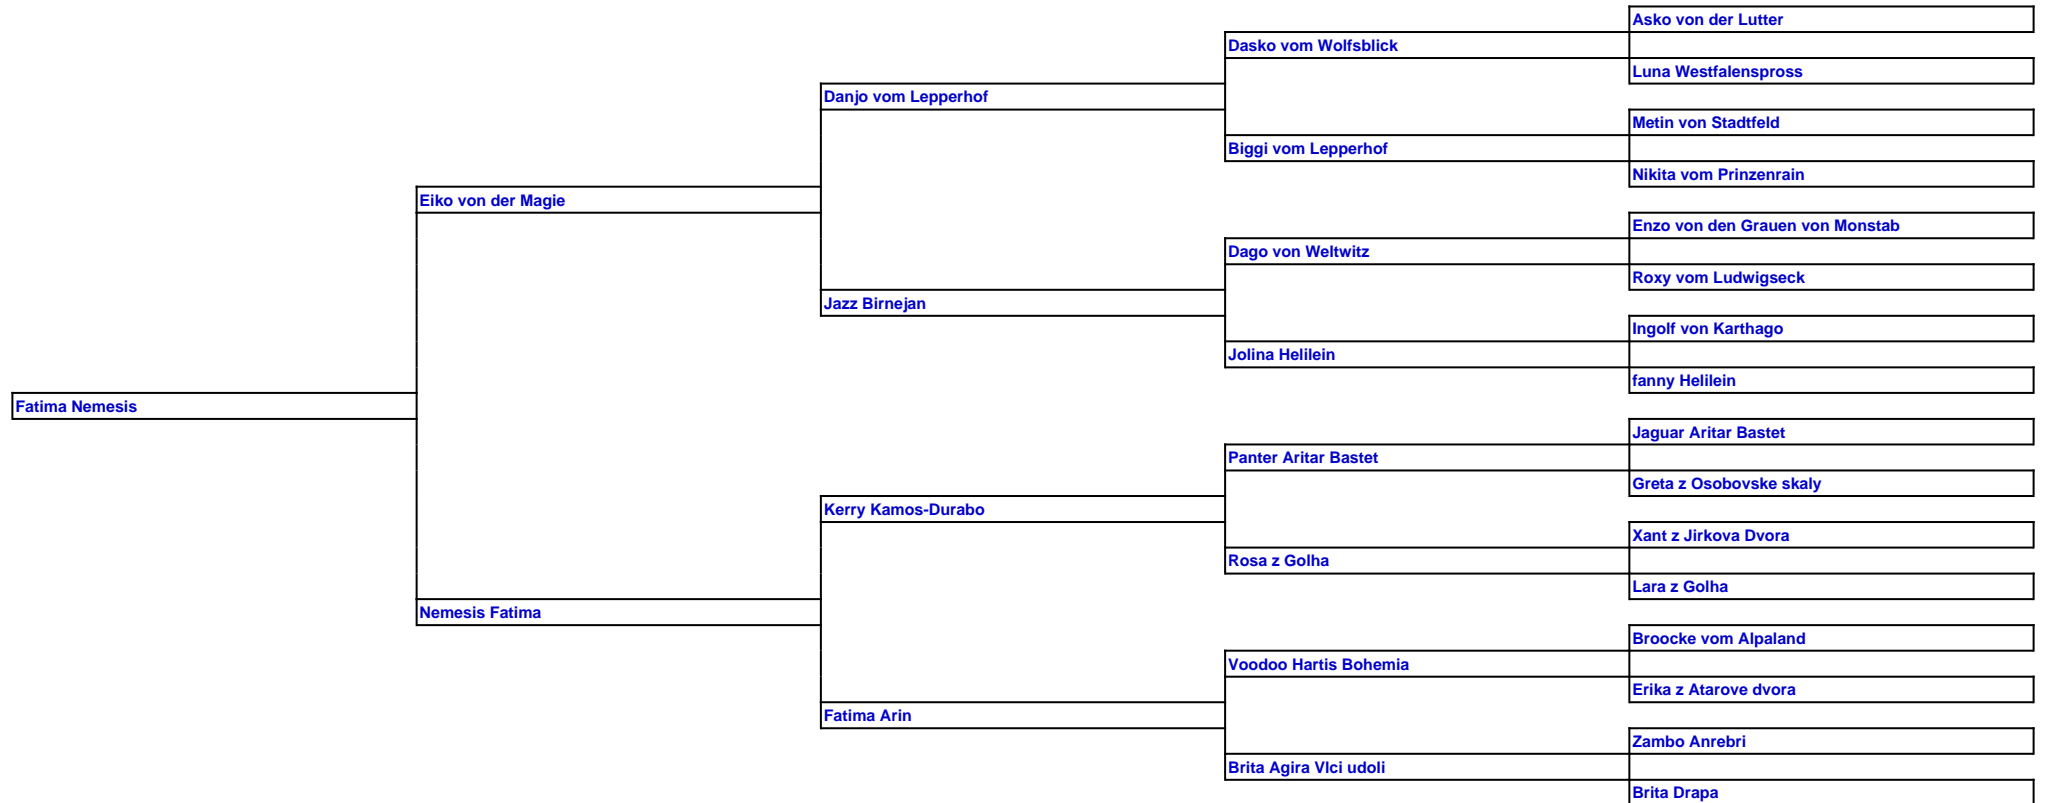 Asko von der Lutter
Dasko vom Wolfsblick
Luna Westfalenspross
Danjo vom Lepperhof
Metin von Stadtfeld
Biggi vom Lepperhof
Nikita vom Prinzenrain
Eiko von der Magie
Enzo von den Grauen von Monstab
Dago von Weltwitz
Roxy vom Ludwigseck
Jazz Birnejan
Ingolf von Karthago
Jolina Helilein
fanny Helilein
Fatima Nemesis
Jaguar Aritar Bastet
Panter Aritar Bastet
Greta z Osobovske skaly
Kerry Kamos-Durabo
Xant z Jirkova Dvora
Rosa z Golha
Lara z Golha
Nemesis Fatima
Broocke vom Alpaland
Voodoo Hartis Bohemia
Erika z Atarove dvora
Fatima Arin
Zambo Anrebri
Brita Agira Vlci udoli
Brita Drapa